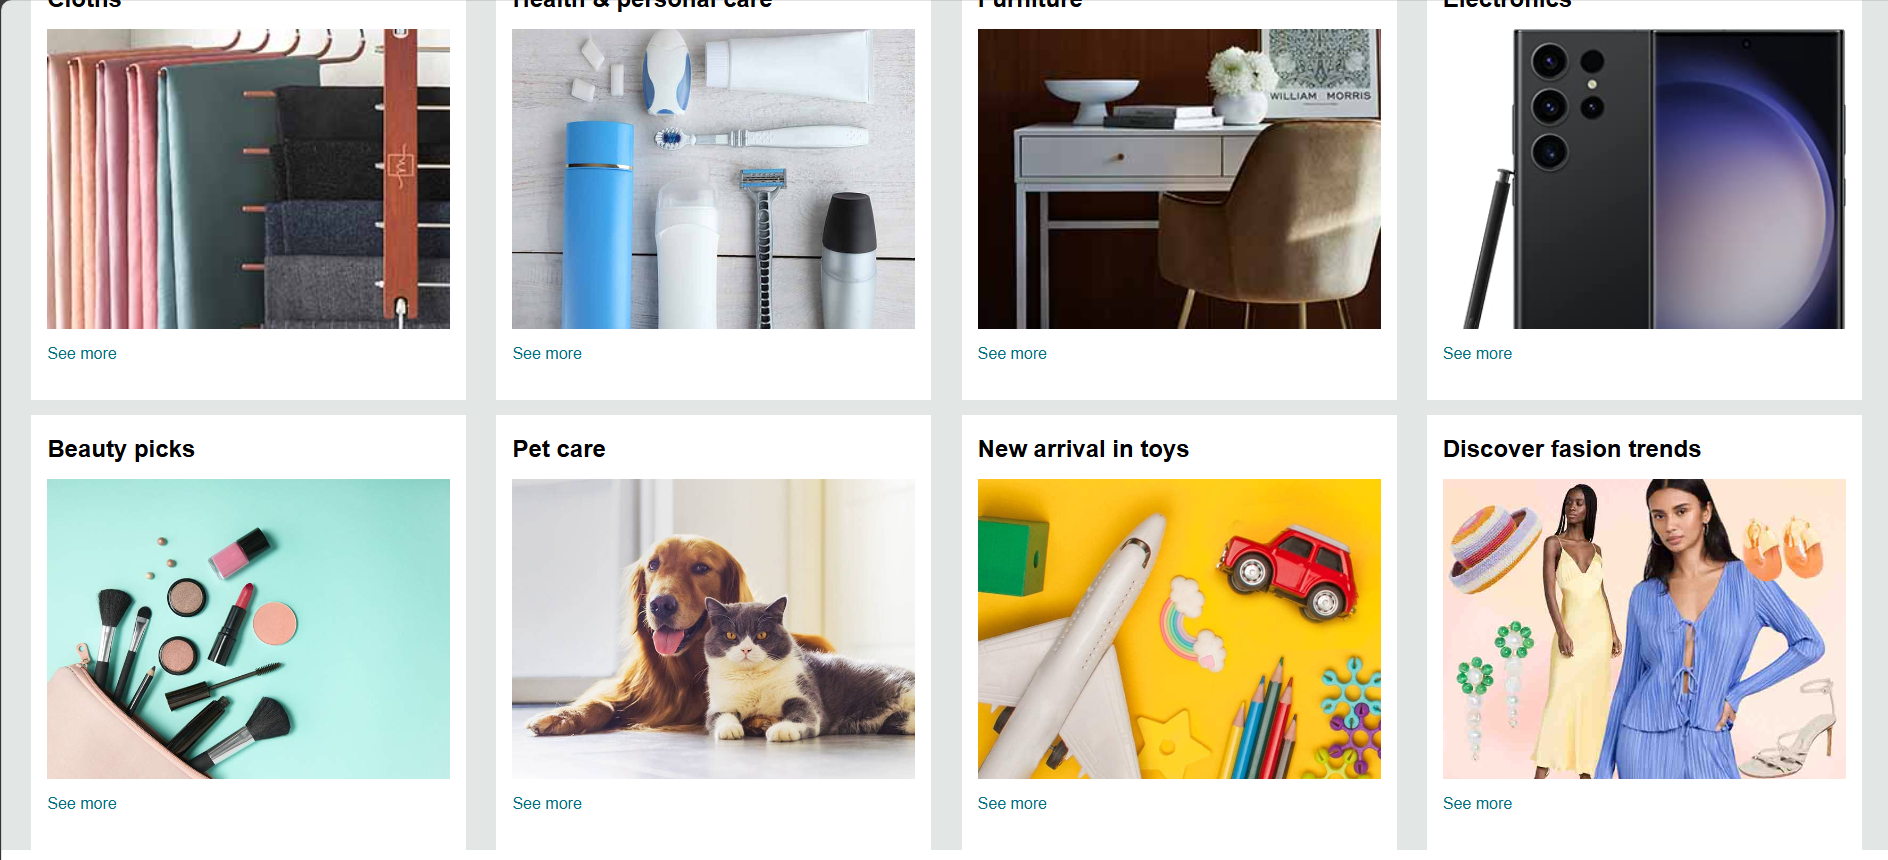 Cloths
Health & personal care
Furniture
Electronics
WILLIAM MORRIS
See more
See more
See more
See more
Beauty picks
Pet care
New arrival in toys
Discover fasion trends
See more
See more
See more
See more